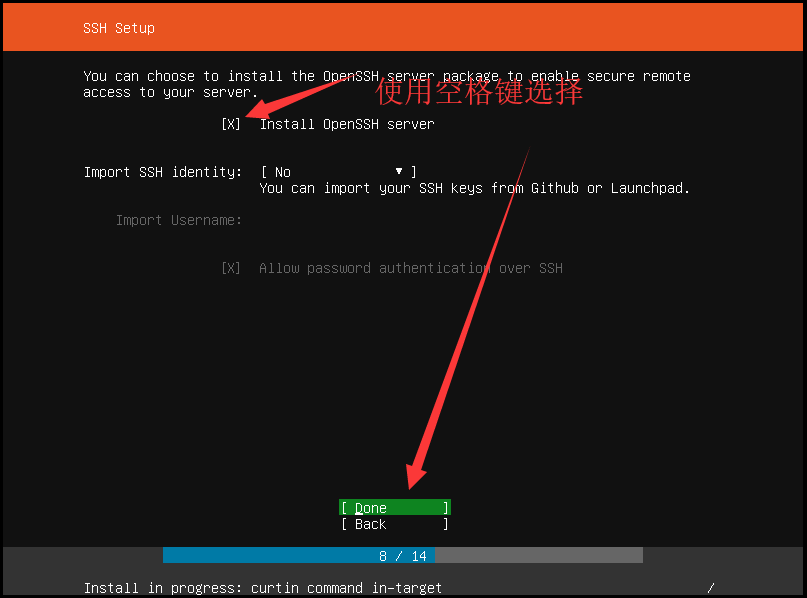 SSH Setup
You can choose to install the OpenSSH server package to enable secure remote
access to your server.
使用空格键选择
[X] Install OpenSSH server
Import SSH identity: [ No ▼ ]
You can import your SSH keys from Github or Launchpad.
Import Username:
[X] Allow password authentication over SSH
[ Done ]
[ Back ]
8 / 14
Install in progress: curtin command in-target /